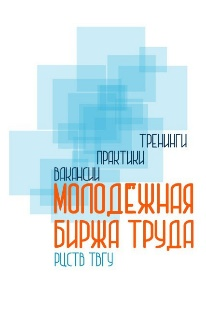 ТРЕНИНГИ
ПРАКТИКИ
ВАКАНСИИ
МОЛОДЁЖНАЯ
БИРЖА ТРУДА
РЦСТВ ТВГУ